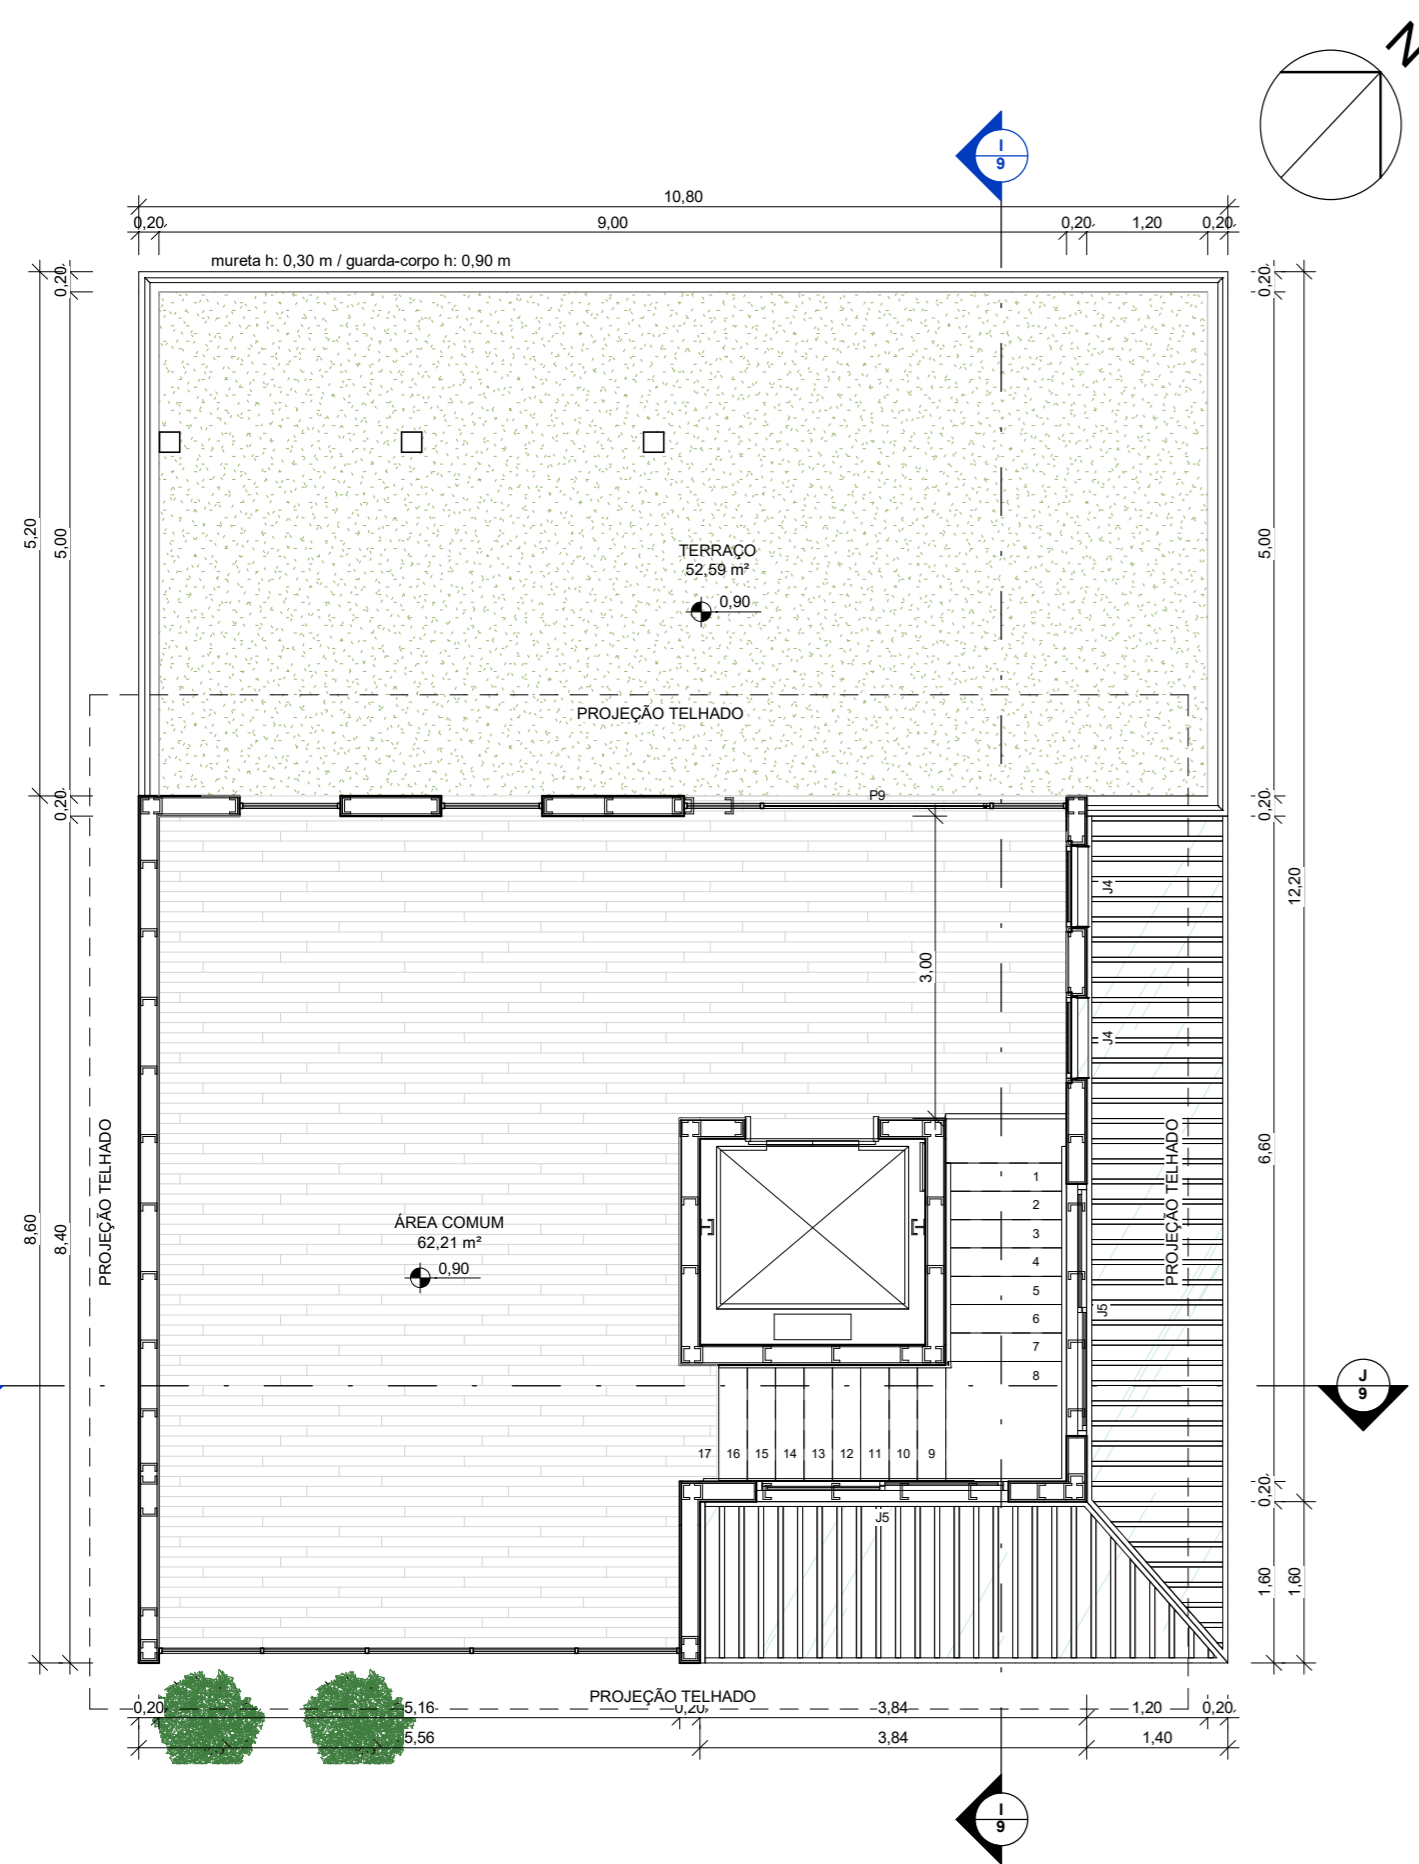 N
I
9
10,80
0,20
9,00
0,20
1,20
0,20
mureta h: 0,30 m / guarda-corpo h: 0,90 m
0,20
0,20
5,20
5,00
5,00
TERRAÇO
52,59 m²
0,90
PROJEÇÃO TELHADO
0,20
P9
0,20
J4
12,20
3,00
J4
PROJEÇÃO TELHADO
PROJEÇÃO TELHADO
6,60
8,60
8,40
ÁREA COMUM
62,21 m²
0,90
1
2
3
4
5
6
7
8
J5
J
9
17 16 15 14 13 12 11 10 9
0,20
J5
1,60
1,60
PROJEÇÃO TELHADO
0,20
5,16
0,20
3,84
1,20
0,20
5,56
3,84
1,40
I
9